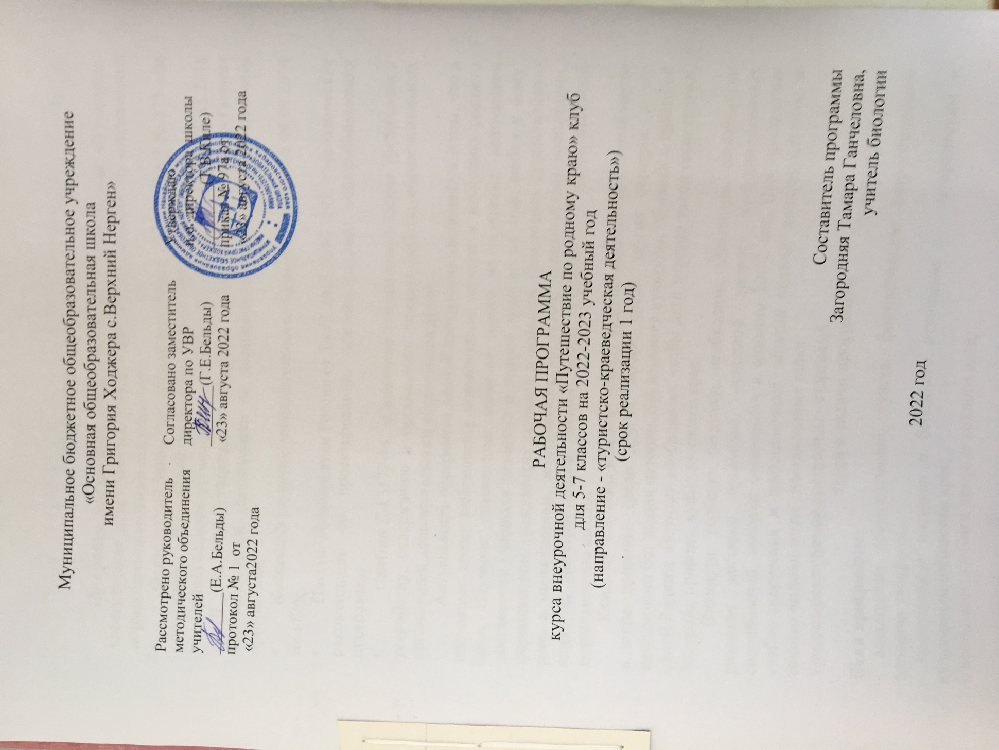 Муниципальное бюджетное общеобразовательное учреждение
«Основная общеобразовательная школа
имени Григория Ходжера с.Верхний Нерген»
Рассмотрено руководитель
методического объединения
учителей
(Е.А.Бельды)
протокол № 1 от
«23» августа2022 года
Согласовано заместитель
директора по УВР
(Г.Е.Бельды)
«23» августа 2022 года
Утверждаю
и.о. директора школы
Киле)
приказ № 97а от
«23» августа 2022 года
РАБОЧАЯ ПРОГРАММА
курса внеурочной деятельности «Путешествие по родному краю» клуб
для 5-7 классов на 2022-2023 учебный год
(направление - «туристско-краеведческая деятельность»)
(срок реализации 1 год)
Составитель программы
Загородняя Тамара Ганчеловна,
учитель биологии
2022 год